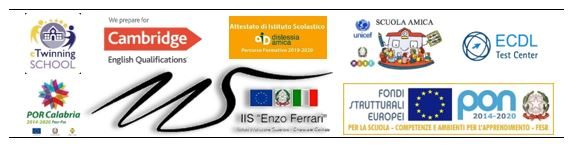 eTwinning
SCHOOL
We prepare for
Cambridge
English Qualifications
Attestato di Istituto Scolastico
dislessia
amica
Percorso Formativo 2019-2020
SCUOLA AMICA
unicef
ECDL
Test Center
POR Calabria
2014-2020
IIS "Enzo Ferrari"
FONDI
STRUTTURALI
EUROPEI
pon
2014-2020
PER LA SCUOLA - COMPETENZE E AMBIENTI PER L'APPRENDIMENTO - FESR